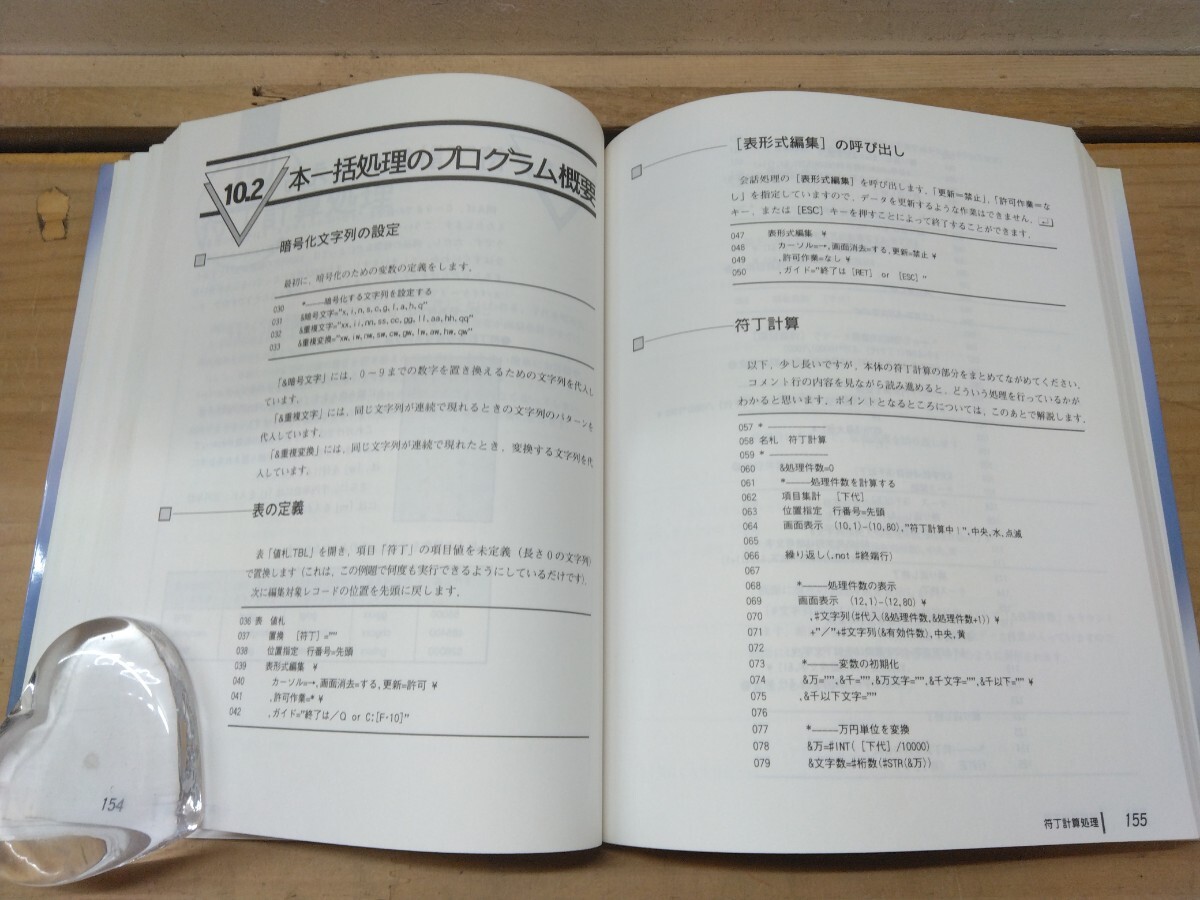 10.2 本一括処理のプログラム概要
暗号化文字列の設定
最初に、暗号化のための変数の定義をします。
030 *――暗号化する文字列を設定する
031 &暗号文字="x,i,n,s,c,g,l,a,h,q"
032 &重複文字="xx,ii,nn,ss,cc,gg,ll,aa,hh,qq"
033 &重複変換="xw,iw,nw,sw,cw,gw,lw,aw,hw,qw"
「&暗号文字」には、0~9までの数字を置き換えるための文字列を代入し
ています。
「&重複文字」には、同じ文字列が連続で現れるときの文字列のパターンを
代入しています。
「&重複変換」には、同じ文字列が連続で現れたとき、変換する文字列を代
入しています。
表の定義
表「値札.TBL」を開き、項目「符丁」の項目値を未定義(長さ0の文字列)
で置換します(これは、この例題で何度も実行できるようにしているだけです)。
次に編集対象レコードの位置を先頭に戻します。
036 表 値札
037 置換 [符丁]=""
038 位置指定 行番号=先頭
039 表形式編集 ¥
040 カーソル=→,画面消去=する,更新=許可 ¥
041 ,許可作業=* ¥
042 ,ガイド="終了は/Q or C:[F・10]"
154
[表形式編集]の呼び出し
会話処理の[表形式編集]を呼び出します。「更新=禁止」、「許可作業=な
し」を指定していますので、データを更新するような作業はできません。
キー、または[ESC]キーを押すことによって終了することができます。
047 表形式編集 ¥
048 カーソル=→,画面消去=する,更新=禁止 ¥
049 ,許可作業=なし ¥
050 ,ガイド="終了は [RET] or [ESC]"
符丁計算
以下、少し長いですが、本体の符丁計算の部分をまとめてながめてください。
コメント行の内容を見ながら読み進めると、どういう処理を行っているかが
わかると思います。ポイントとなるところについては、このあとで解説します。
057 * ――――――
058 名札 符丁計算
059 * ――――――
060 &処理件数=0
061 *――処理件数を計算する
062 項目集計 [下代]
063 位置指定 行番号=先頭
064 画面表示 (10,1)-(10,80),"符丁計算中!",中央,水,点滅
065
066 繰り返し(.not #終端行)
067
068 *――処理件数の表示
069 画面表示 (12,1)-(12,80) ¥
070 ,#文字列(#代入(&処理件数,&処理件数+1)) ¥
071 +"/"+#文字列(&有効件数),中央,黄
072
073 *――変数の初期化
074 &万="",&千="",&万文字="",&千文字="",&千以下="" ¥
075 ,&千以下文字=""
076
077 *――万円単位を変換
078 &万=#INT([下代]/10000)
079 &文字数=#桁数(#STR(&万))
符丁計算処理 155